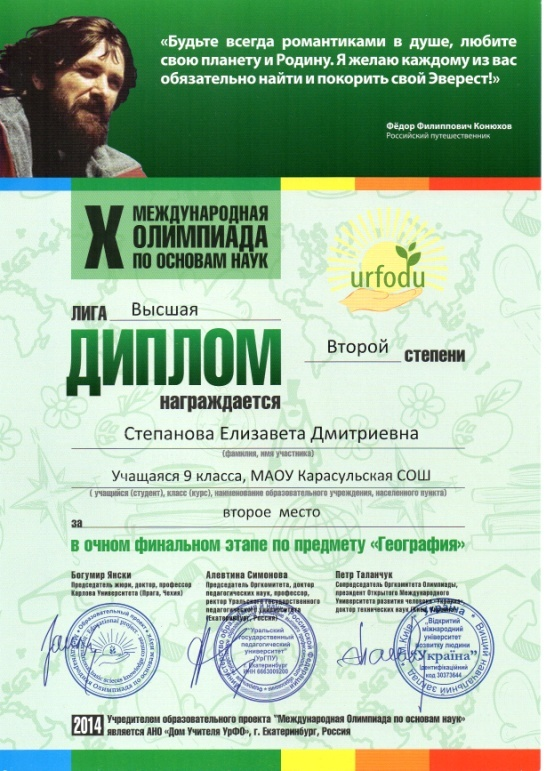 «Будьте всегда романтиками в душе, любите
свою планету и Родину. Я желаю каждому из вас
обязательно найти и покорить свой Эверест!»
Фёдор Филиппович Конюхов
Российский путешественник
X МЕЖДУНАРОДНАЯ
ОЛИМПИАДА
ПО ОСНОВАМ НАУК
urfodu
ЛИГА Высшая
ДИПЛОМ
Второй степени
награждается
Степанова Елизавета Дмитриевна
(фамилия, имя участника)
Учащаяся 9 класса, МАОУ Карасульская СОШ
( учащийся (студент), класс (курс), наименование образовательного учреждения, населенного пункта)
за второе место
в очном финальном этапе по предмету «География»
Богумир Янски
Председатель жюри, доктор, профессор
Карлова Университета (Прага, Чехия)
Алевтина Симонова
Председатель Оргкомитета, доктор
педагогических наук, профессор,
ректор Уральского государственного
педагогического университета
(Екатеринбург, Россия)
Петр Таланчук
Сопредседатель Оргкомитета Олимпиады,
президент Открытого Международного
Университета развития человека
доктор технических наук
Уральский
государственный
педагогический
университет"
(УрГПУ)
г. Екатеринбург
"Відкритий
міжнародний
університет
розвитку людини
"Україна"
Ідентифікаційний
код 30373644
2014 Учредителем образовательного проекта "Международная Олимпиада по основам наук"
является АНО «Дом Учителя УрФО», г. Екатеринбург, Россия